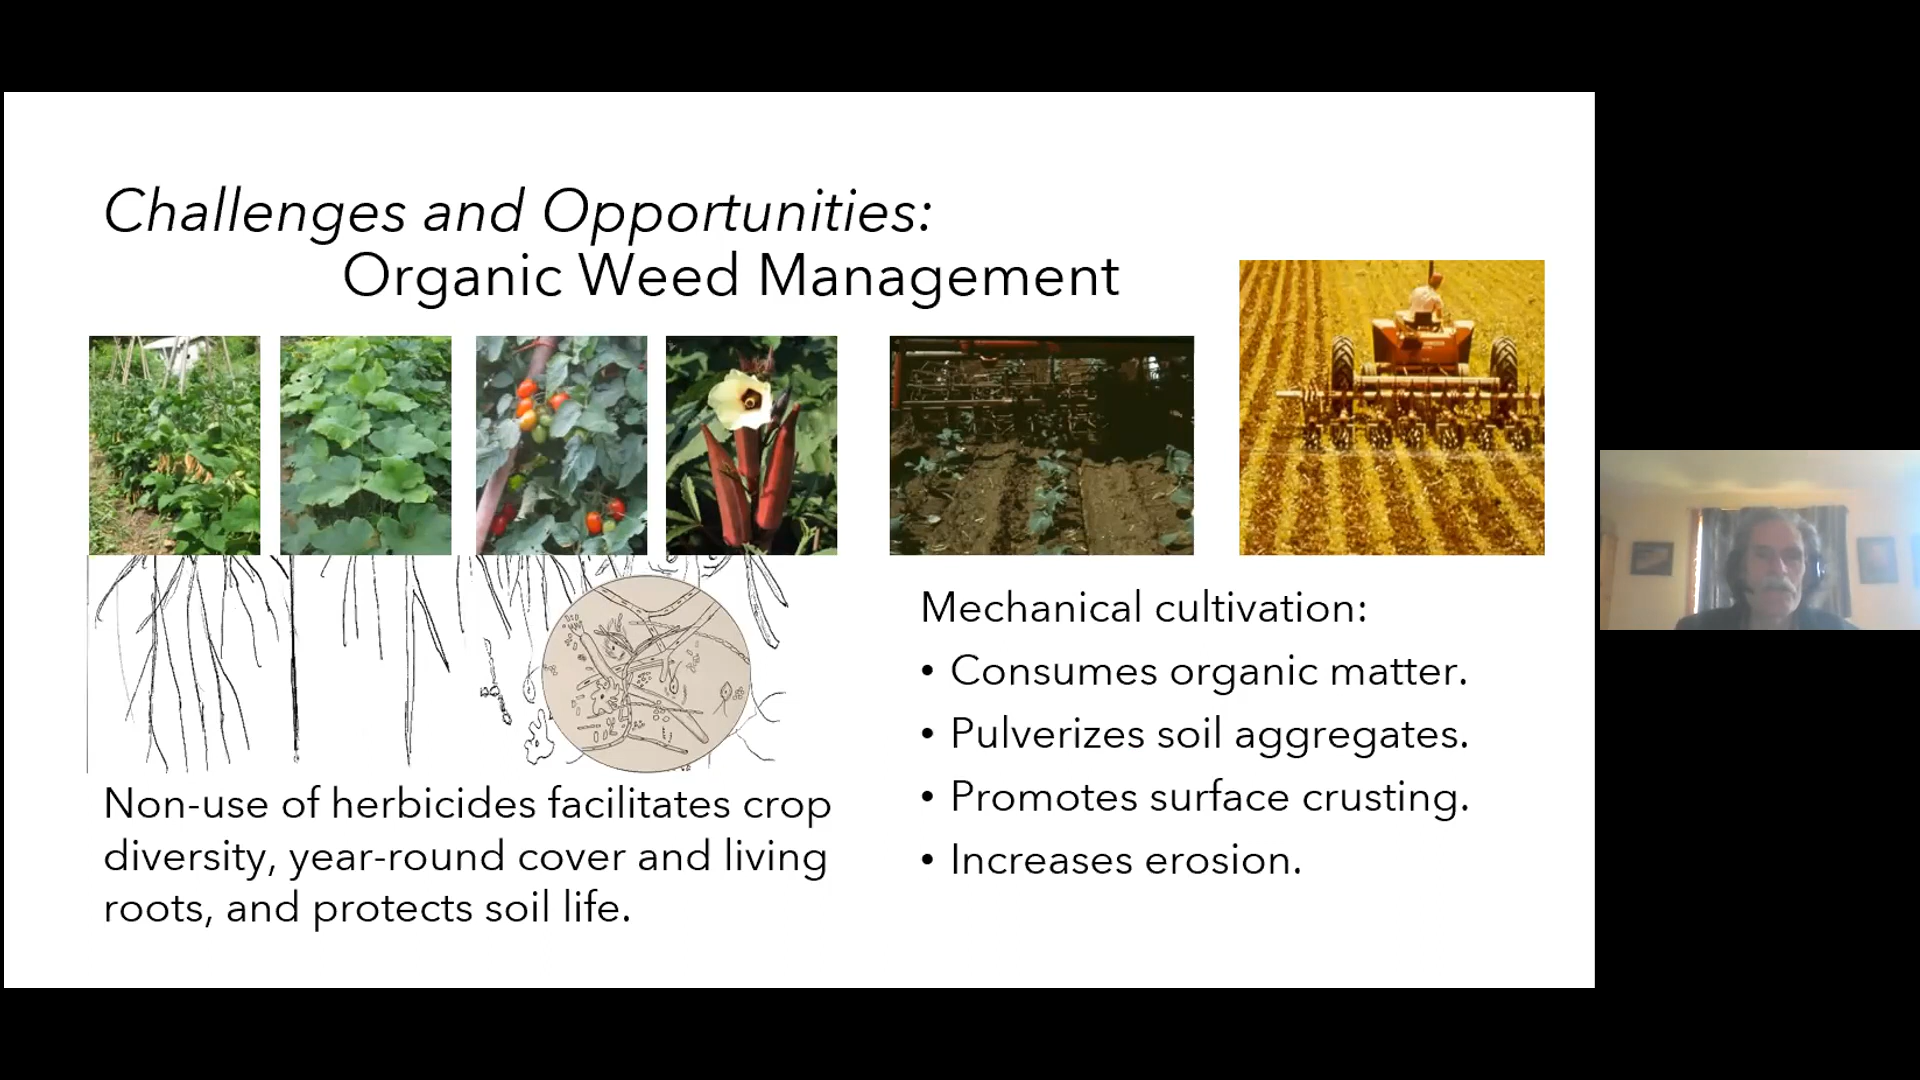 Challenges and Opportunities:
Organic Weed Management
Non-use of herbicides facilitates crop
diversity, year-round cover and living
roots, and protects soil life.
Mechanical cultivation:
• Consumes organic matter.
• Pulverizes soil aggregates.
• Promotes surface crusting.
• Increases erosion.